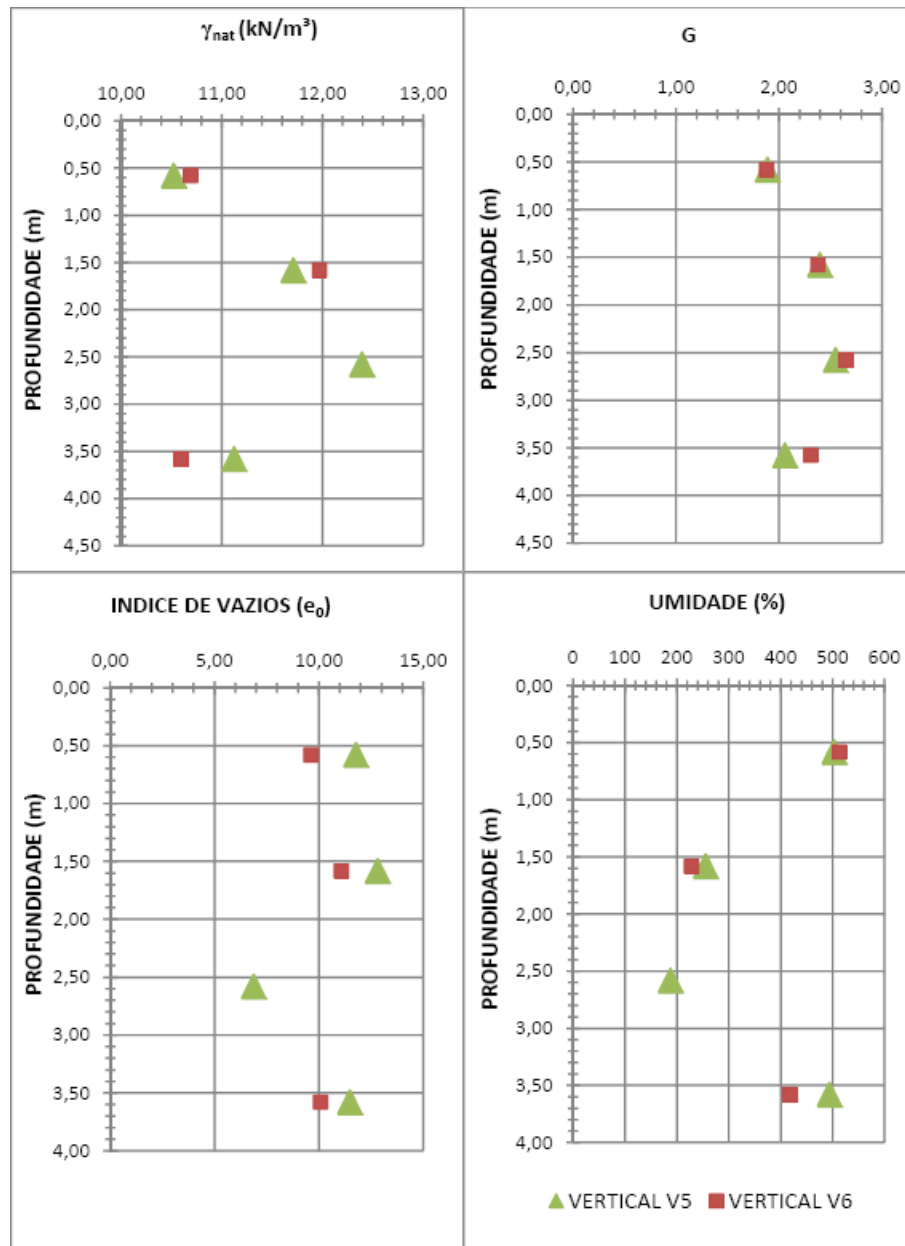 γnat (kN/m³)
10,00 11,00 12,00 13,00
0,00
0,50
1,00
1,50
2,00
2,50
3,00
3,50
4,00
4,50
PROFUNDIDADE (m)
G
0,00 1,00 2,00 3,00
0,00
0,50
1,00
1,50
2,00
2,50
3,00
3,50
4,00
4,50
PROFUNDIDADE (m)
INDICE DE VAZIOS (e₀)
0,00 5,00 10,00 15,00
0,00
0,50
1,00
1,50
2,00
2,50
3,00
3,50
4,00
PROFUNDIDADE (m)
UMIDADE (%)
0 100 200 300 400 500 600
0,00
0,50
1,00
1,50
2,00
2,50
3,00
3,50
4,00
PROFUNDIDADE (m)
VERTICAL V5 VERTICAL V6